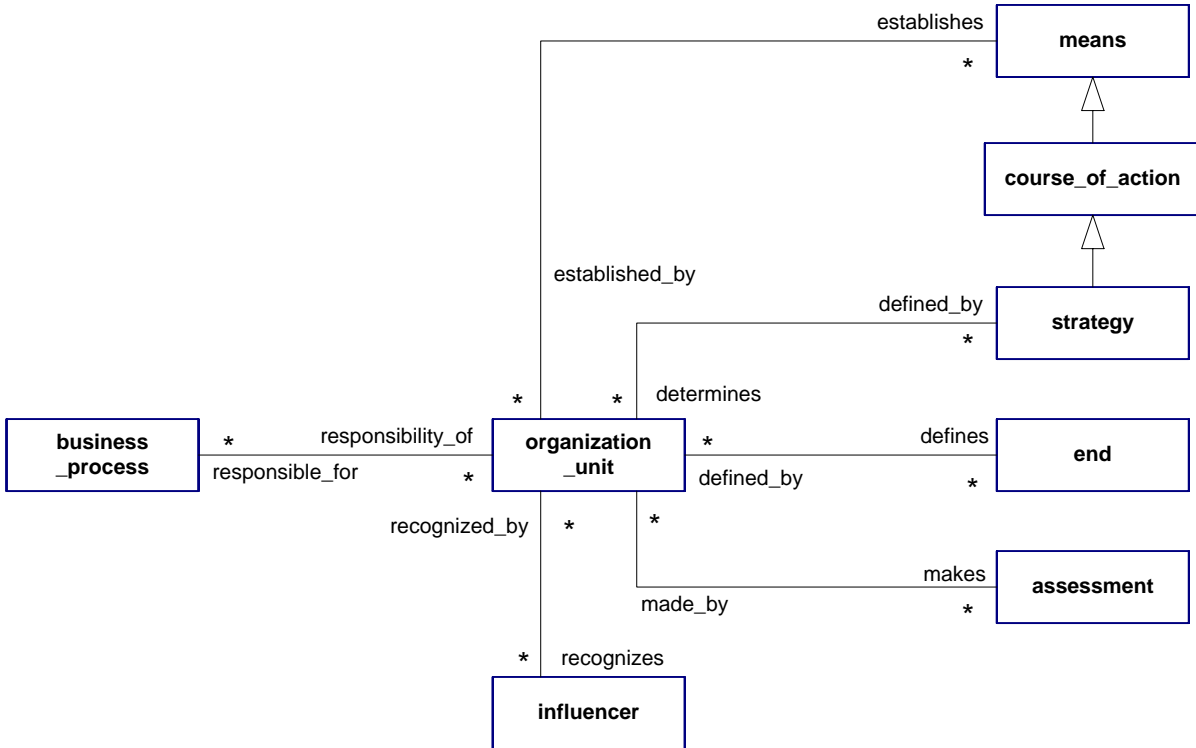 establishes
*
means
course_of_action
established_by
defined_by
*
strategy
*
*
determines
business
_process
*
responsibility_of
responsible_for
*
organization
_unit
*
defines
defined_by
*
end
recognized_by
*
*
makes
made_by
*
assessment
*
recognizes
influencer